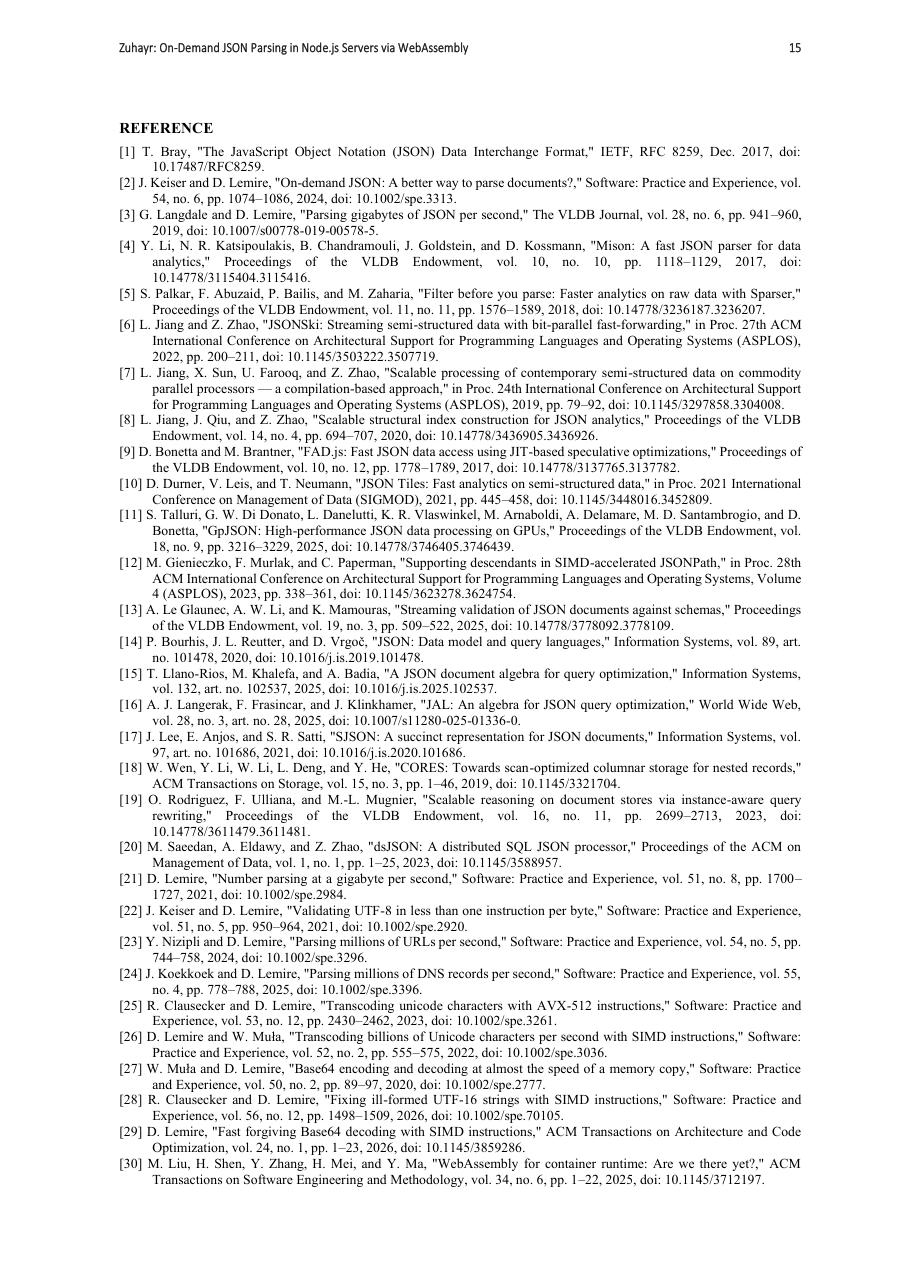 Zuhayr: On-Demand JSON Parsing in Node.js Servers via WebAssembly 15
REFERENCE
[1] T. Bray, "The JavaScript Object Notation (JSON) Data Interchange Format," IETF, RFC 8259, Dec. 2017, doi:
10.17487/RFC8259.
[2] J. Keiser and D. Lemire, "On-demand JSON: A better way to parse documents?," Software: Practice and Experience, vol.
54, no. 6, pp. 1074–1086, 2024, doi: 10.1002/spe.3313.
[3] G. Langdale and D. Lemire, "Parsing gigabytes of JSON per second," The VLDB Journal, vol. 28, no. 6, pp. 941–960,
2019, doi: 10.1007/s00778-019-00578-5.
[4] Y. Li, N. R. Katsipoulakis, B. Chandramouli, J. Goldstein, and D. Kossmann, "Mison: A fast JSON parser for data
analytics," Proceedings of the VLDB Endowment, vol. 10, no. 10, pp. 1118–1129, 2017, doi:
10.14778/3115404.3115416.
[5] S. Palkar, F. Abuzaid, P. Bailis, and M. Zaharia, "Filter before you parse: Faster analytics on raw data with Sparser,"
Proceedings of the VLDB Endowment, vol. 11, no. 11, pp. 1576–1589, 2018, doi: 10.14778/3236187.3236207.
[6] L. Jiang and Z. Zhao, "JSONSki: Streaming semi-structured data with bit-parallel fast-forwarding," in Proc. 27th ACM
International Conference on Architectural Support for Programming Languages and Operating Systems (ASPLOS),
2022, pp. 200–211, doi: 10.1145/3503222.3507719.
[7] L. Jiang, X. Sun, U. Farooq, and Z. Zhao, "Scalable processing of contemporary semi-structured data on commodity
parallel processors — a compilation-based approach," in Proc. 24th International Conference on Architectural Support
for Programming Languages and Operating Systems (ASPLOS), 2019, pp. 79–92, doi: 10.1145/3297858.3304008.
[8] L. Jiang, J. Qiu, and Z. Zhao, "Scalable structural index construction for JSON analytics," Proceedings of the VLDB
Endowment, vol. 14, no. 4, pp. 694–707, 2020, doi: 10.14778/3436905.3436926.
[9] D. Bonetta and M. Brantner, "FAD.js: Fast JSON data access using JIT-based speculative optimizations," Proceedings of
the VLDB Endowment, vol. 10, no. 12, pp. 1778–1789, 2017, doi: 10.14778/3137765.3137782.
[10] D. Durner, V. Leis, and T. Neumann, "JSON Tiles: Fast analytics on semi-structured data," in Proc. 2021 International
Conference on Management of Data (SIGMOD), 2021, pp. 445–458, doi: 10.1145/3448016.3452809.
[11] S. Talluri, G. W. Di Donato, L. Danelutti, K. R. Vlaswinkel, M. Arnaboldi, A. Delamare, M. D. Santambrogio, and D.
Bonetta, "GpJSON: High-performance JSON data processing on GPUs," Proceedings of the VLDB Endowment, vol.
18, no. 9, pp. 3216–3229, 2025, doi: 10.14778/3746405.3746439.
[12] M. Gienieczko, F. Murlak, and C. Paperman, "Supporting descendants in SIMD-accelerated JSONPath," in Proc. 28th
ACM International Conference on Architectural Support for Programming Languages and Operating Systems, Volume
4 (ASPLOS), 2023, pp. 338–361, doi: 10.1145/3623278.3624754.
[13] A. Le Glaunec, A. W. Li, and K. Mamouras, "Streaming validation of JSON documents against schemas," Proceedings
of the VLDB Endowment, vol. 19, no. 3, pp. 509–522, 2025, doi: 10.14778/3778092.3778109.
[14] P. Bourhis, J. L. Reutter, and D. Vrgoč, "JSON: Data model and query languages," Information Systems, vol. 89, art.
no. 101478, 2020, doi: 10.1016/j.is.2019.101478.
[15] T. Llano-Rios, M. Khalefa, and A. Badia, "A JSON document algebra for query optimization," Information Systems,
vol. 132, art. no. 102537, 2025, doi: 10.1016/j.is.2025.102537.
[16] A. J. Langerak, F. Frasincar, and J. Klinkhamer, "JAL: An algebra for JSON query optimization," World Wide Web,
vol. 28, no. 3, art. no. 28, 2025, doi: 10.1007/s11280-025-01336-0.
[17] J. Lee, E. Anjos, and S. R. Satti, "SJSON: A succinct representation for JSON documents," Information Systems, vol.
97, art. no. 101686, 2021, doi: 10.1016/j.is.2020.101686.
[18] W. Wen, Y. Li, W. Li, L. Deng, and Y. He, "CORES: Towards scan-optimized columnar storage for nested records,"
ACM Transactions on Storage, vol. 15, no. 3, pp. 1–46, 2019, doi: 10.1145/3321704.
[19] O. Rodriguez, F. Ulliana, and M.-L. Mugnier, "Scalable reasoning on document stores via instance-aware query
rewriting," Proceedings of the VLDB Endowment, vol. 16, no. 11, pp. 2699–2713, 2023, doi:
10.14778/3611479.3611481.
[20] M. Saeedan, A. Eldawy, and Z. Zhao, "dsJSON: A distributed SQL JSON processor," Proceedings of the ACM on
Management of Data, vol. 1, no. 1, pp. 1–25, 2023, doi: 10.1145/3588957.
[21] D. Lemire, "Number parsing at a gigabyte per second," Software: Practice and Experience, vol. 51, no. 8, pp. 1700–
1727, 2021, doi: 10.1002/spe.2984.
[22] J. Keiser and D. Lemire, "Validating UTF-8 in less than one instruction per byte," Software: Practice and Experience,
vol. 51, no. 5, pp. 950–964, 2021, doi: 10.1002/spe.2920.
[23] Y. Nizipli and D. Lemire, "Parsing millions of URLs per second," Software: Practice and Experience, vol. 54, no. 5, pp.
744–758, 2024, doi: 10.1002/spe.3296.
[24] J. Koekkoek and D. Lemire, "Parsing millions of DNS records per second," Software: Practice and Experience, vol. 55,
no. 4, pp. 778–788, 2025, doi: 10.1002/spe.3396.
[25] R. Clausecker and D. Lemire, "Transcoding unicode characters with AVX-512 instructions," Software: Practice and
Experience, vol. 53, no. 12, pp. 2430–2462, 2023, doi: 10.1002/spe.3261.
[26] D. Lemire and W. Muła, "Transcoding billions of Unicode characters per second with SIMD instructions," Software:
Practice and Experience, vol. 52, no. 2, pp. 555–575, 2022, doi: 10.1002/spe.3036.
[27] W. Muła and D. Lemire, "Base64 encoding and decoding at almost the speed of a memory copy," Software: Practice
and Experience, vol. 50, no. 2, pp. 89–97, 2020, doi: 10.1002/spe.2777.
[28] R. Clausecker and D. Lemire, "Fixing ill-formed UTF-16 strings with SIMD instructions," Software: Practice and
Experience, vol. 56, no. 12, pp. 1498–1509, 2026, doi: 10.1002/spe.70105.
[29] D. Lemire, "Fast forgiving Base64 decoding with SIMD instructions," ACM Transactions on Architecture and Code
Optimization, vol. 24, no. 1, pp. 1–23, 2026, doi: 10.1145/3859286.
[30] M. Liu, H. Shen, Y. Zhang, H. Mei, and Y. Ma, "WebAssembly for container runtime: Are we there yet?," ACM
Transactions on Software Engineering and Methodology, vol. 34, no. 6, pp. 1–22, 2025, doi: 10.1145/3712197.